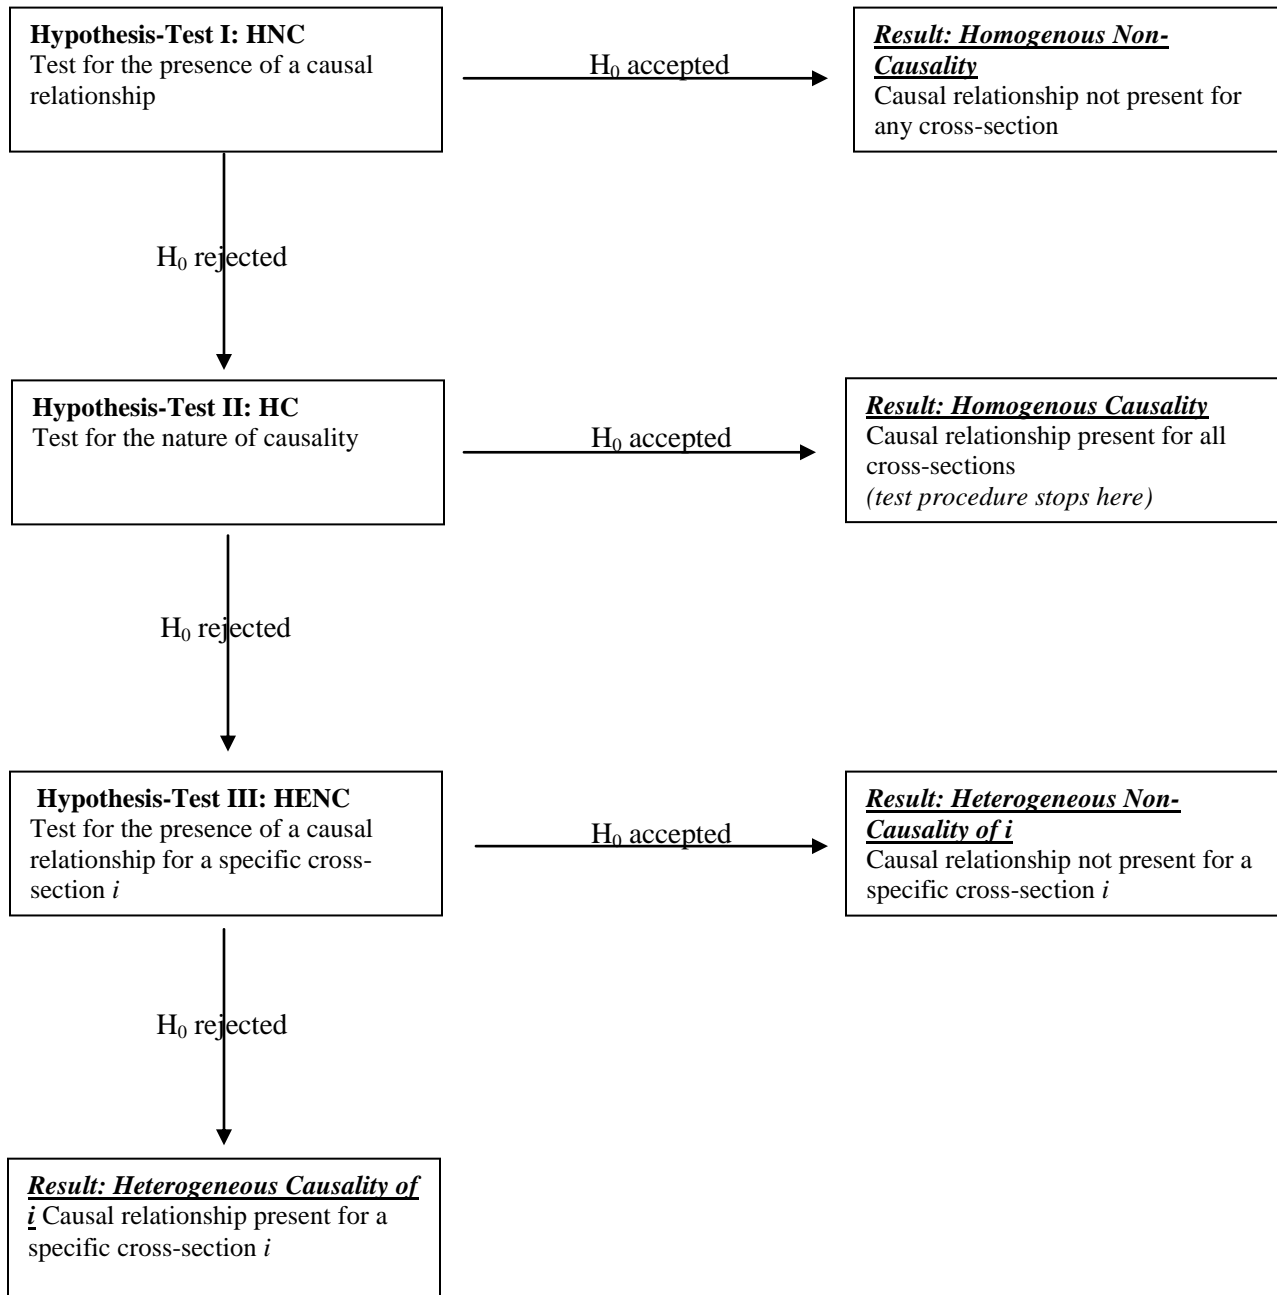 Hypothesis-Test I: HNC
Test for the presence of a causal
relationship
H0 accepted
Result: Homogenous Non-
Causality
Causal relationship not present for
any cross-section
H0 rejected
Hypothesis-Test II: HC
Test for the nature of causality
H0 accepted
Result: Homogenous Causality
Causal relationship present for all
cross-sections
(test procedure stops here)
H0 rejected
Hypothesis-Test III: HENC
Test for the presence of a causal
relationship for a specific cross-
section i
H0 accepted
Result: Heterogeneous Non-
Causality of i
Causal relationship not present for a
specific cross-section i
H0 rejected
Result: Heterogeneous Causality of
i Causal relationship present for a
specific cross-section i